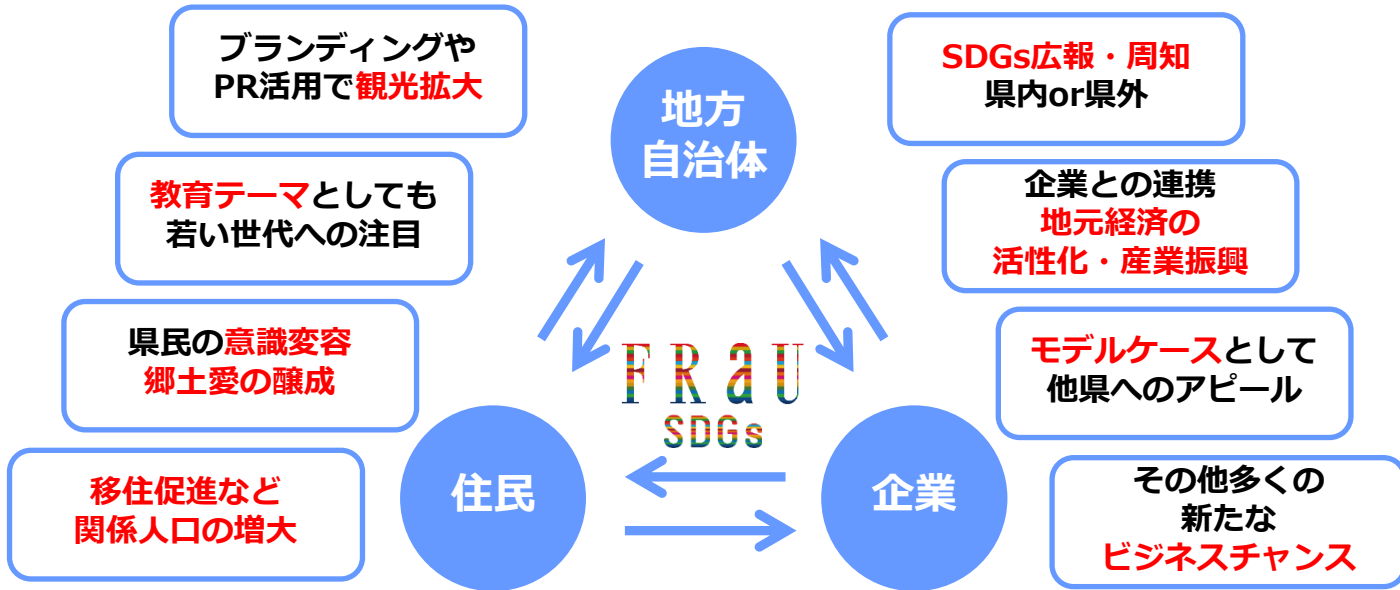 ブランディングや
PR活用で観光拡大
教育テーマとしても
若い世代への注目
県民の意識変容
郷土愛の醸成
移住促進など
関係人口の増大
地方
自治体
FRaU
SDGs
住民
企業
SDGs広報・周知
県内or県外
企業との連携
地元経済の
活性化・産業振興
モデルケースとして
他県へのアピール
その他多くの
新たな
ビジネスチャンス